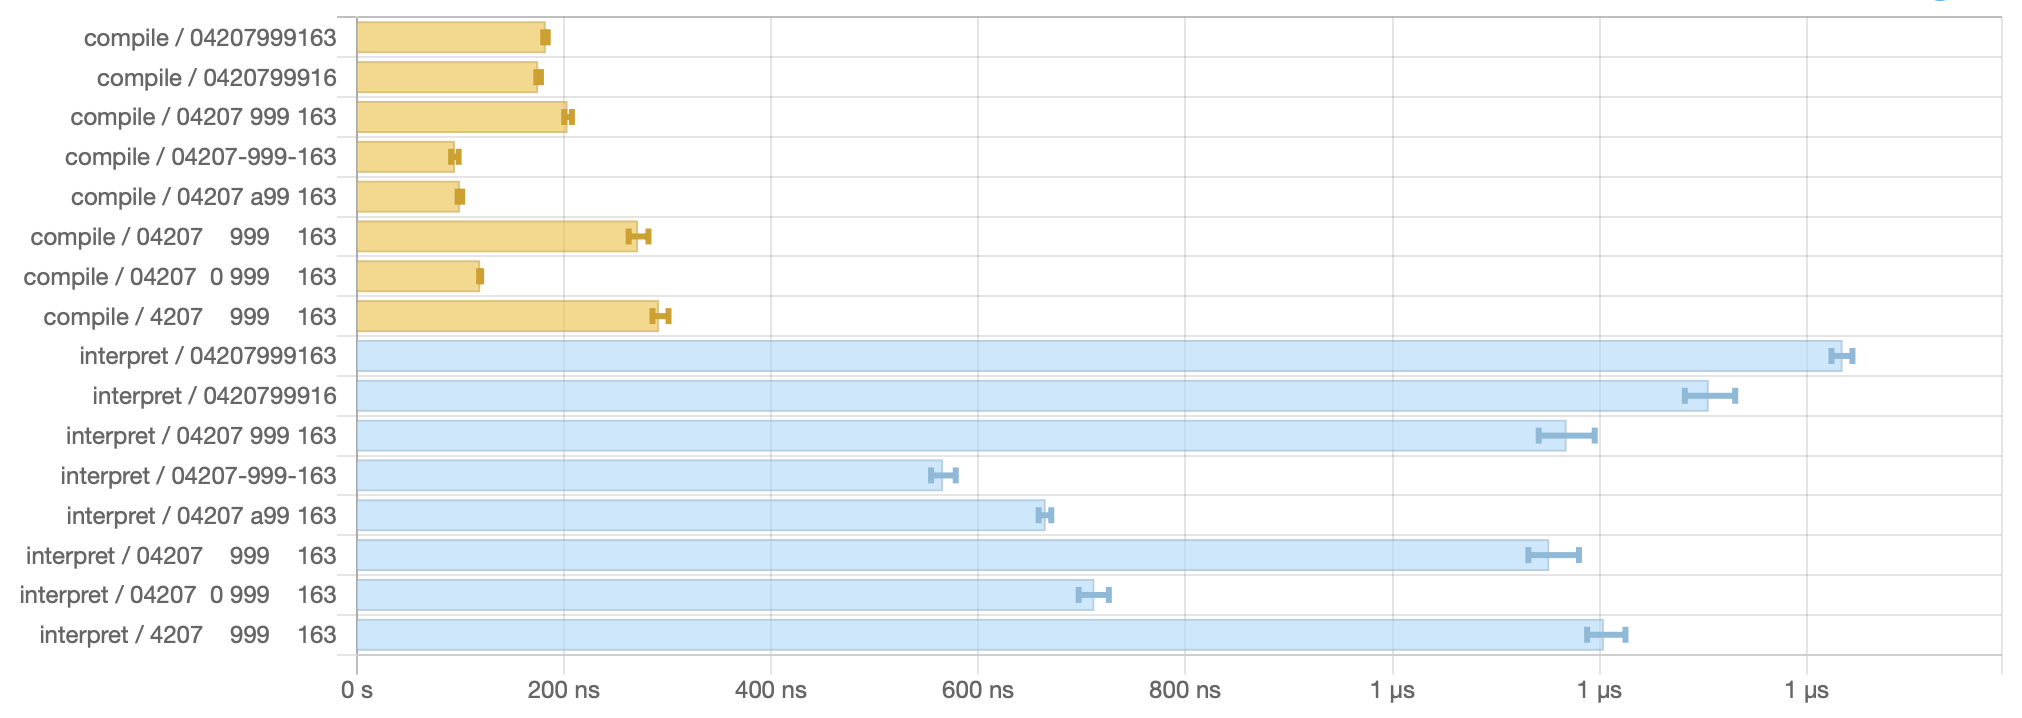 compile / 04207999163
compile / 0420799916
compile / 04207 999 163
compile / 04207-999-163
compile / 04207 a99 163
compile / 04207    999    163
compile / 04207  0 999    163
compile / 4207    999    163
interpret / 04207999163
interpret / 0420799916
interpret / 04207 999 163
interpret / 04207-999-163
interpret / 04207 a99 163
interpret / 04207    999    163
interpret / 04207  0 999    163
interpret / 4207    999    163
0 s 200 ns 400 ns 600 ns 800 ns 1 µs 1 µs 1 µs